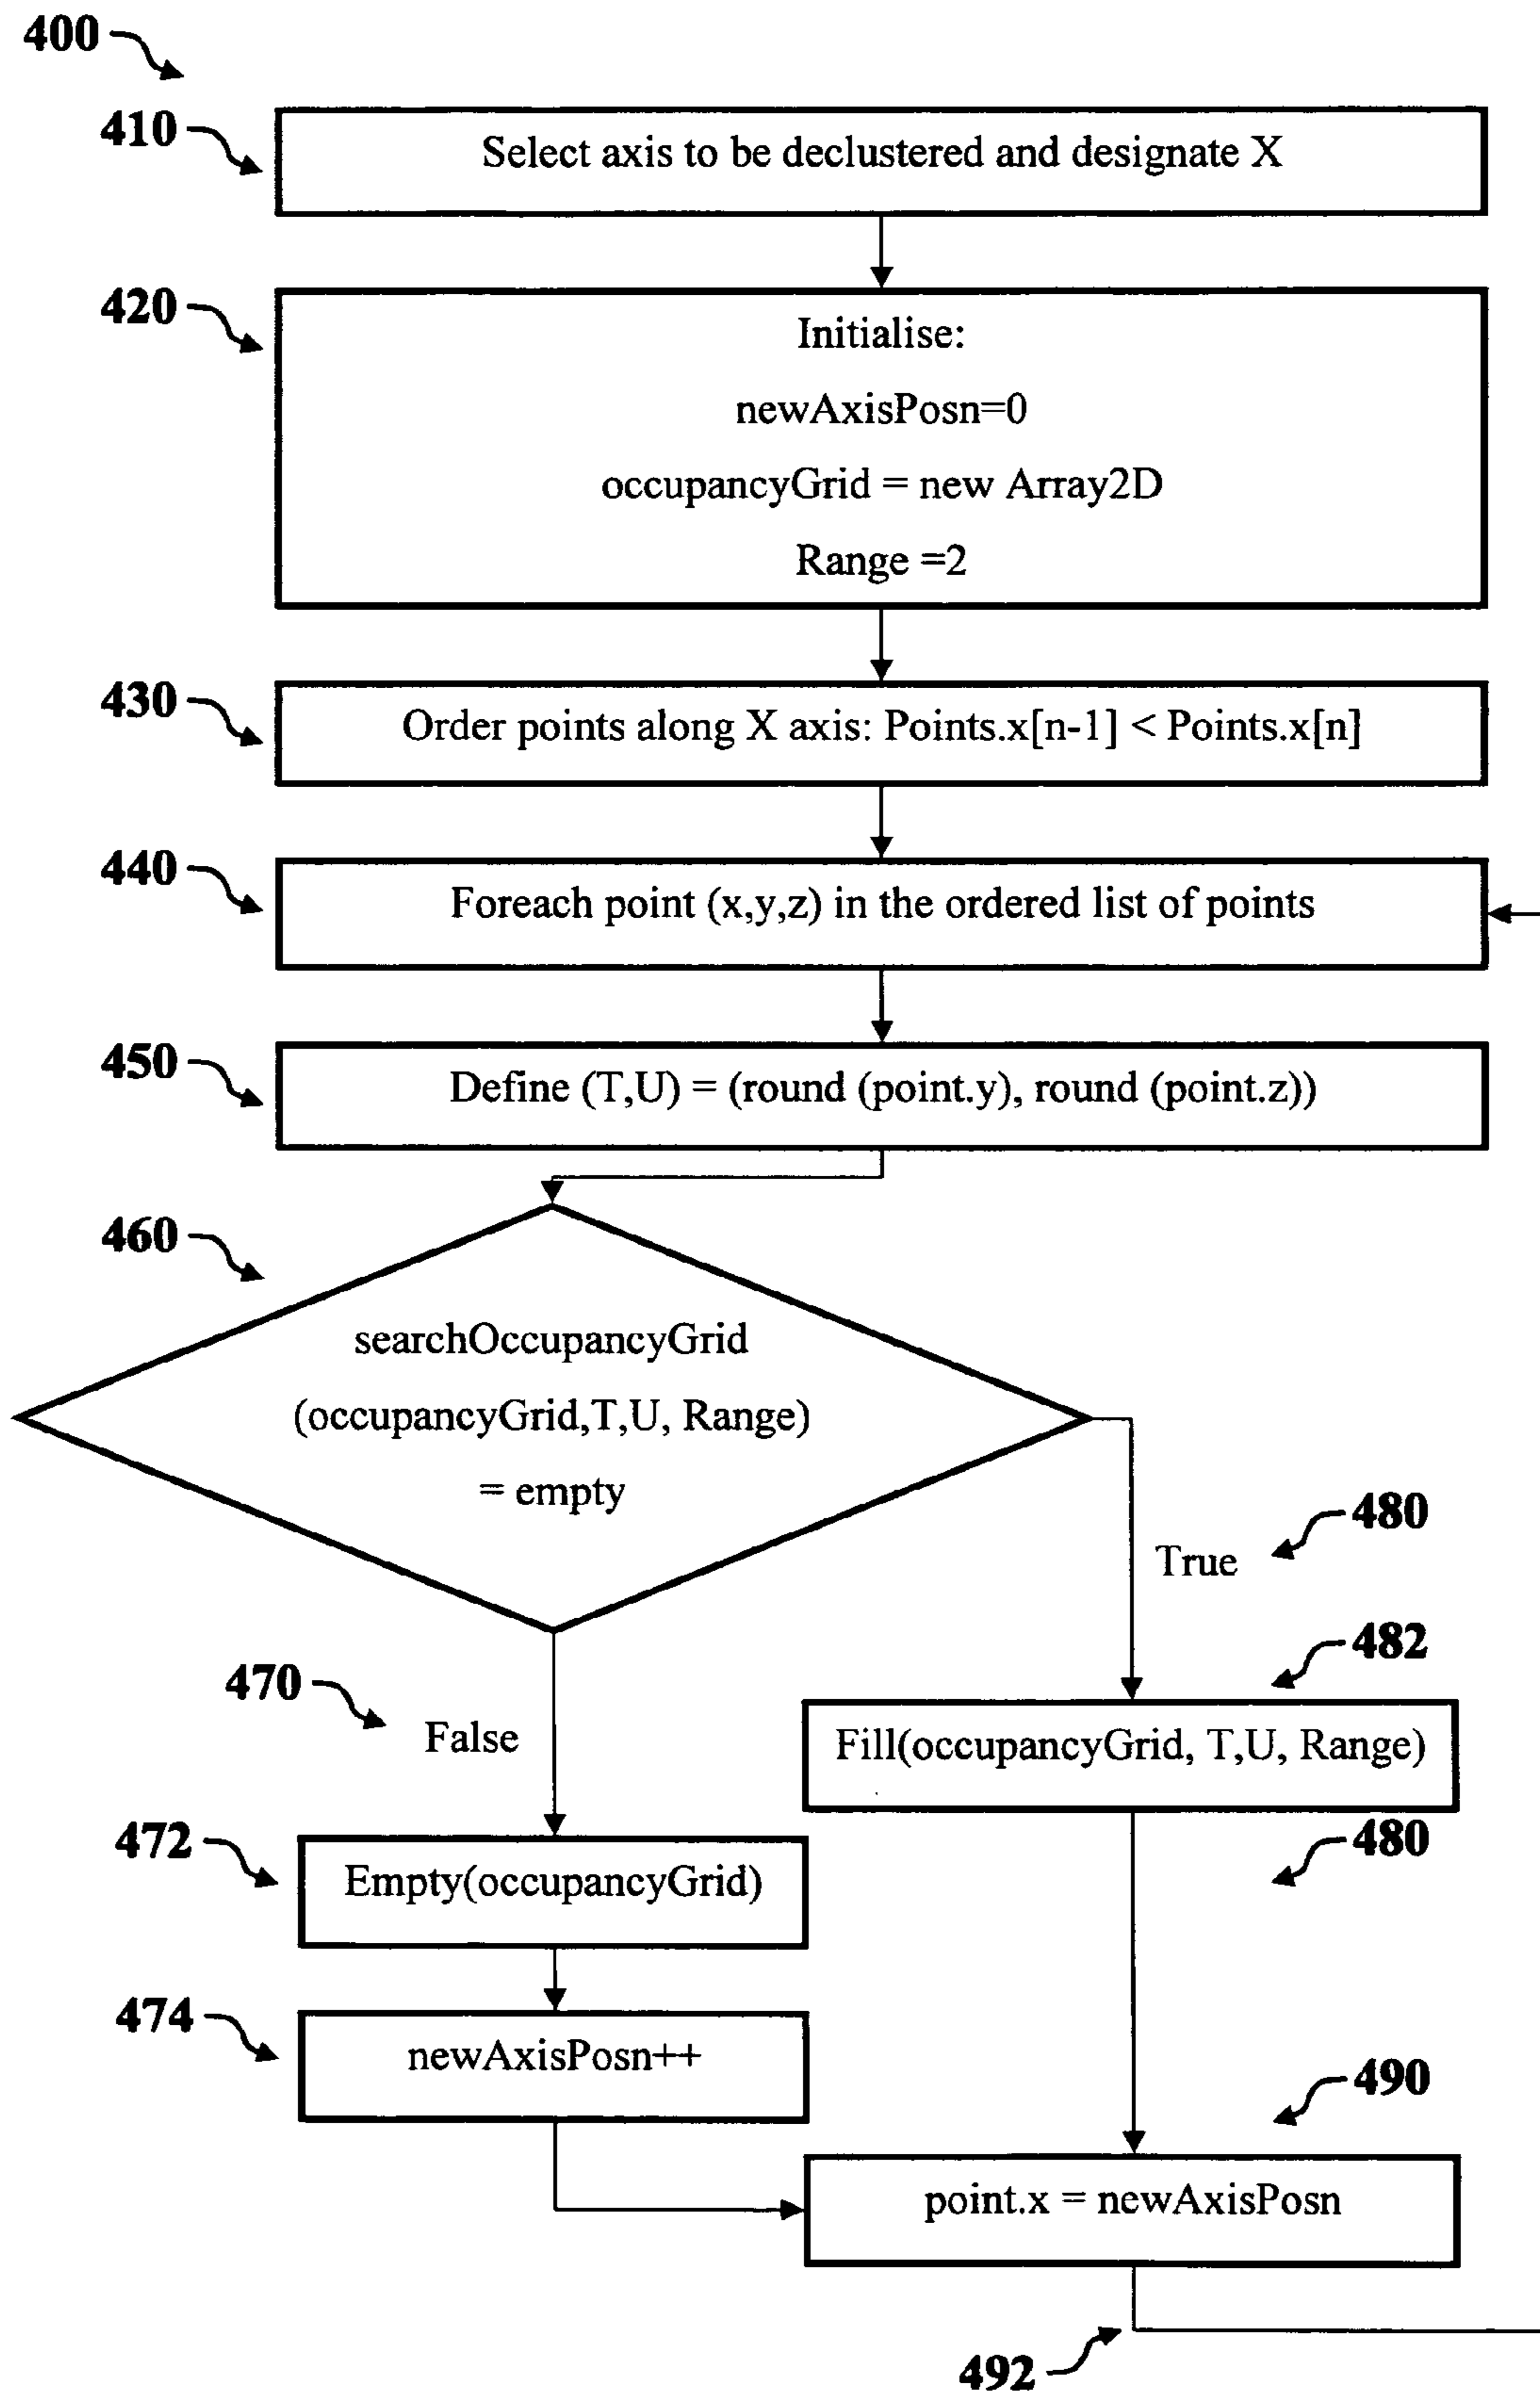 400
410
Select axis to be declustered and designate X
420
Initialise:
newAxisPosn=0
occupancyGrid = new Array2D
Range =2
430
Order points along X axis: Points.x[n-1] < Points.x[n]
440
Foreach point (x,y,z) in the ordered list of points
450
Define (T,U) = (round (point.y), round (point.z))
460
searchOccupancyGrid
(occupancyGrid,T,U, Range)
= empty
480
True
482
470
False
Fill(occupancyGrid, T,U, Range)
472
Empty(occupancyGrid)
480
474
newAxisPosn++
490
point.x = newAxisPosn
492